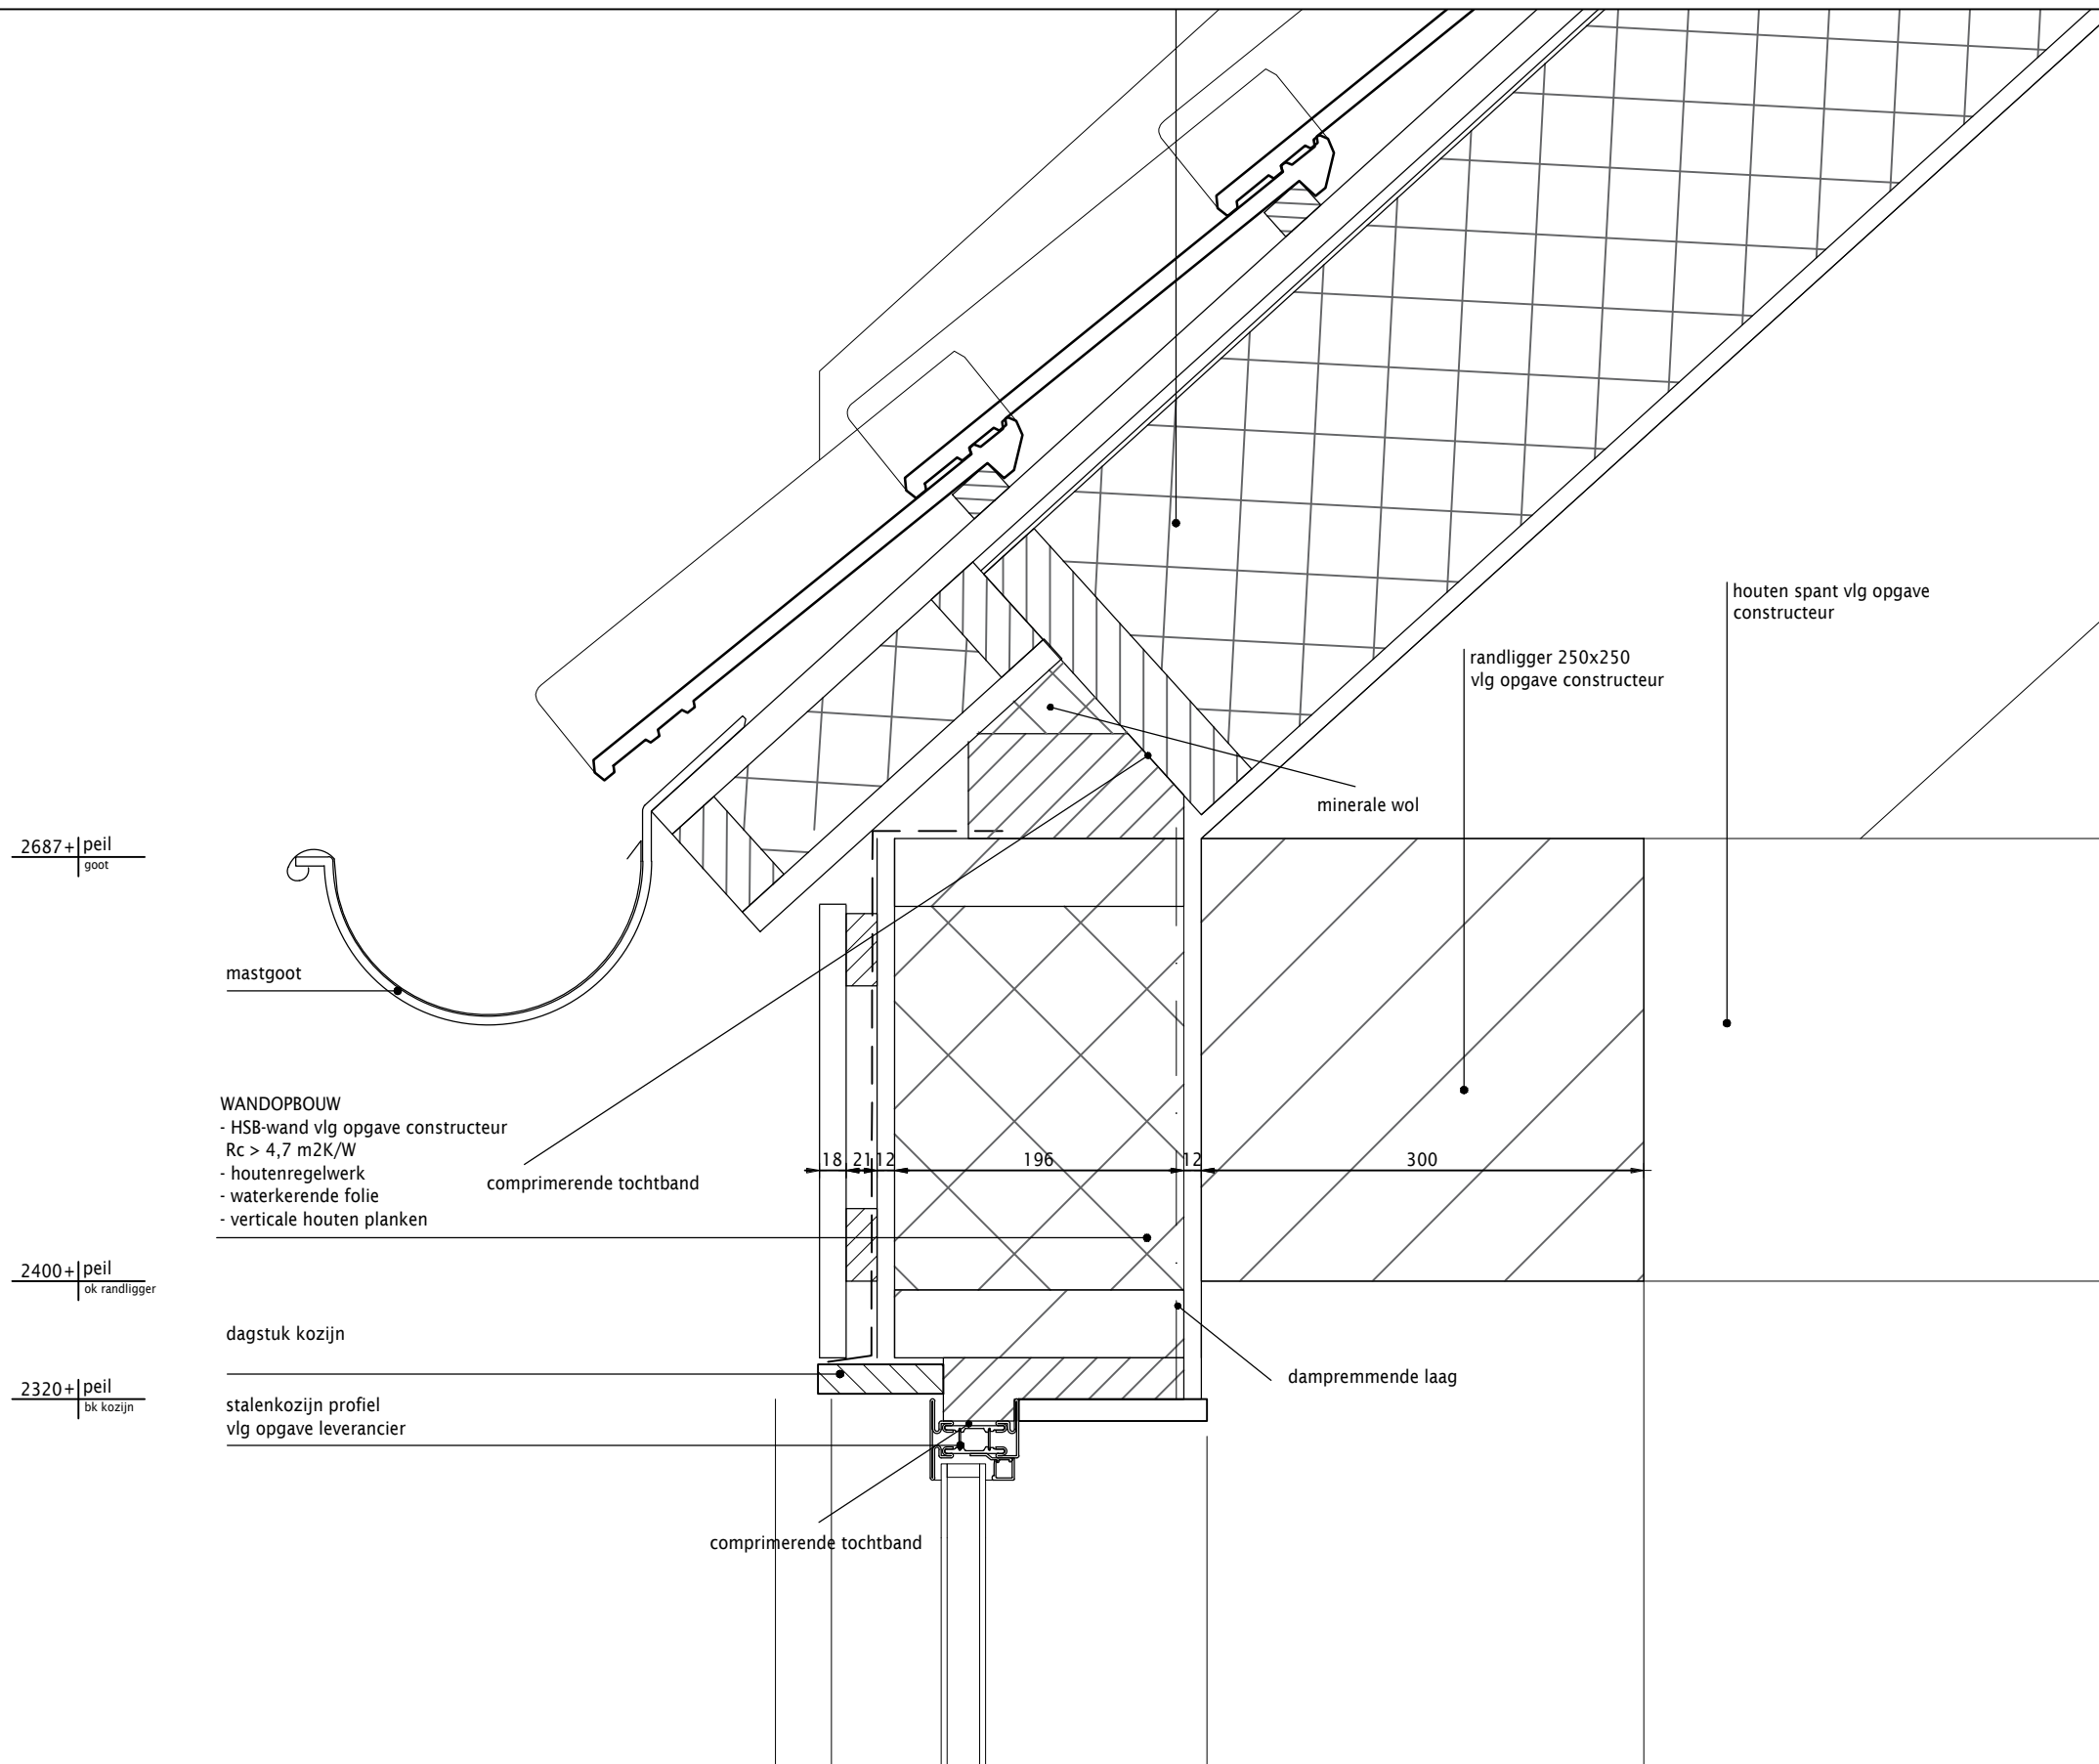 houten spant vlg opgave
constructeur
randligger 250x250
vlg opgave constructeur
minerale wol
2687+ peil
goot
mastgoot
WANDOPBOUW
- HSB-wand vlg opgave constructeur
Rc > 4,7 m2K/W
- houtenregelwerk
- waterkerende folie
- verticale houten planken
comprimerende tochtband
18 21 12 196 12 300
2400+ peil
ok randligger
dagstuk kozijn
2320+ peil
bk kozijn
stalenkozijn profiel
vlg opgave leverancier
dampremmende laag
comprimerende tochtband